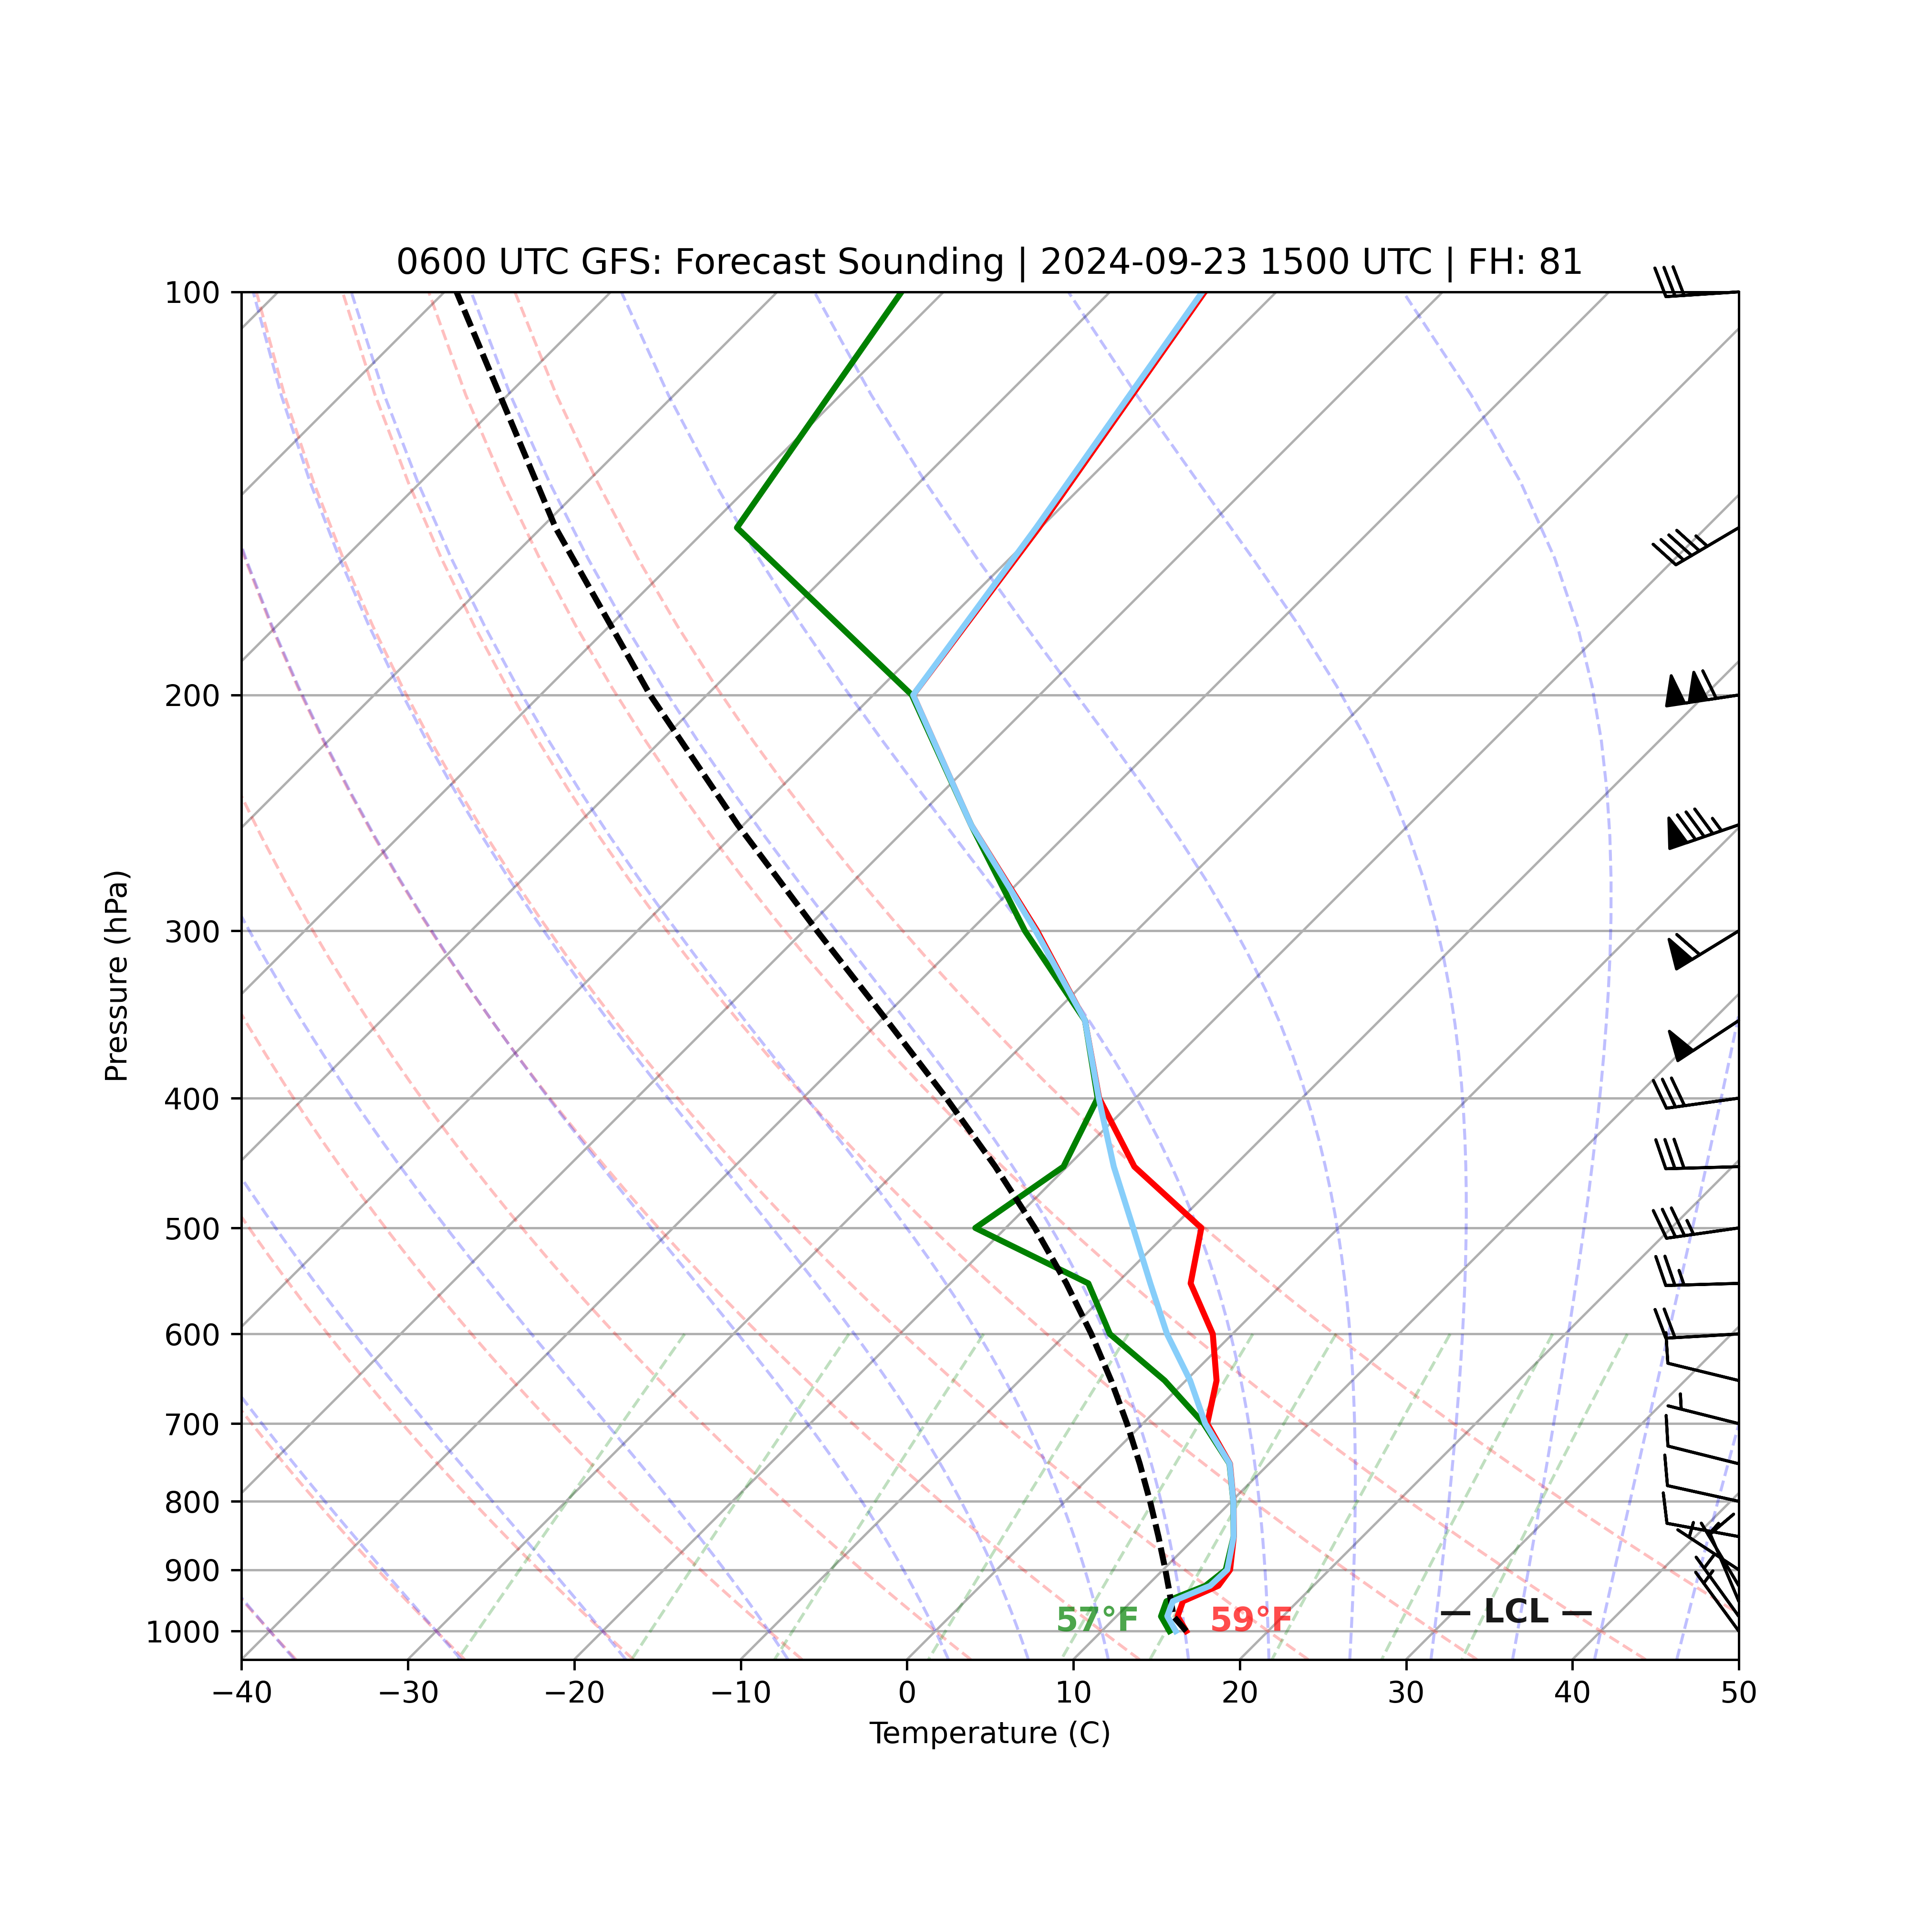 0600 UTC GFS: Forecast Sounding | 2024-09-23 1500 UTC | FH: 81
100
200
300
400
500
600
700
800
900
1000
Pressure (hPa)
57°F
59°F
— LCL —
−40 −30 −20 −10 0 10 20 30 40 50
Temperature (C)